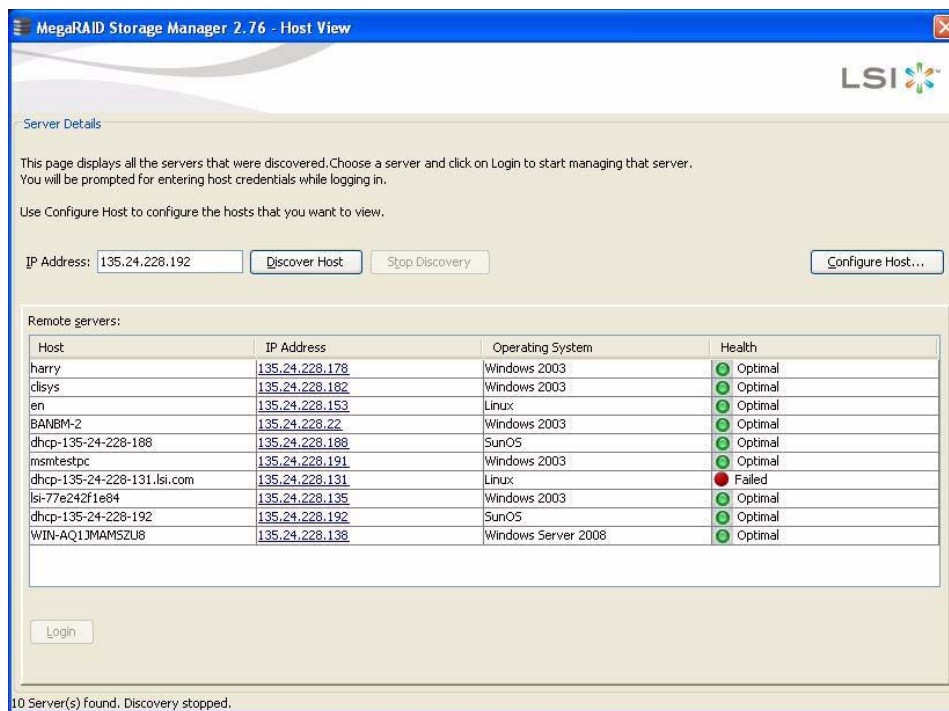 MegaRAID Storage Manager 2.76 - Host View
LSI
Server Details
This page displays all the servers that were discovered.Choose a server and click on Login to start managing that server.
You will be prompted for entering host credentials while logging in.
Use Configure Host to configure the hosts that you want to view.
IP Address: 135.24.228.192 Discover Host Stop Discovery Configure Host...
Remote servers:
Host IP Address Operating System Health
harry 135.24.228.178 Windows 2003 Optimal
clisys 135.24.228.182 Windows 2003 Optimal
en 135.24.228.153 Linux Optimal
BANBM-2 135.24.228.22 Windows 2003 Optimal
dhcp-135-24-228-188 135.24.228.188 SunOS Optimal
msmtestpc 135.24.228.191 Windows 2003 Optimal
dhcp-135-24-228-131.lsi.com 135.24.228.131 Linux Failed
lsi-77e242f1e84 135.24.228.135 Windows 2003 Optimal
dhcp-135-24-228-192 135.24.228.192 SunOS Optimal
WIN-AQ1JMAMSZU8 135.24.228.138 Windows Server 2008 Optimal
Login
10 Server(s) found. Discovery stopped.